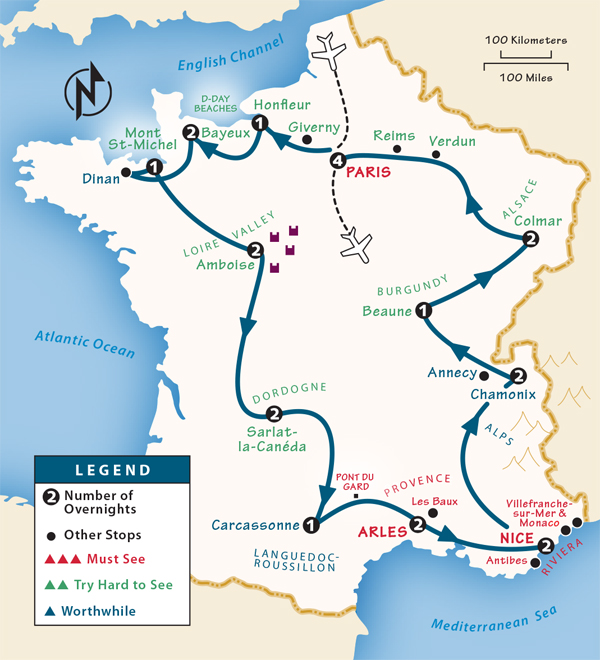 English Channel
100 Kilometers
100 Miles
N
D-DAY
BEACHES
Honfleur
1
Mont
St-Michel
2
Bayeux
Giverny
Reims
Verdun
4
PARIS
Dinan
1
ALSACE
Colmar
2
LOIRE VALLEY
2
Amboise
BURGUNDY
Beaune
1
Atlantic Ocean
Annecy
2
Chamonix
DORDOGNE
2
Sarlat-
la-Canéda
ALPS
LEGEND
2
Number of
Overnights
Other Stops
Must See
Try Hard to See
Worthwhile
PONT DU
GARD
PROVENCE
Les Baux
Villefranche-
sur-Mer &
Monaco
Carcassonne
1
ARLES
2
NICE
2
LANGUEDOC-
ROUSSILLON
Antibes
RIVIERA
Mediterranean Sea